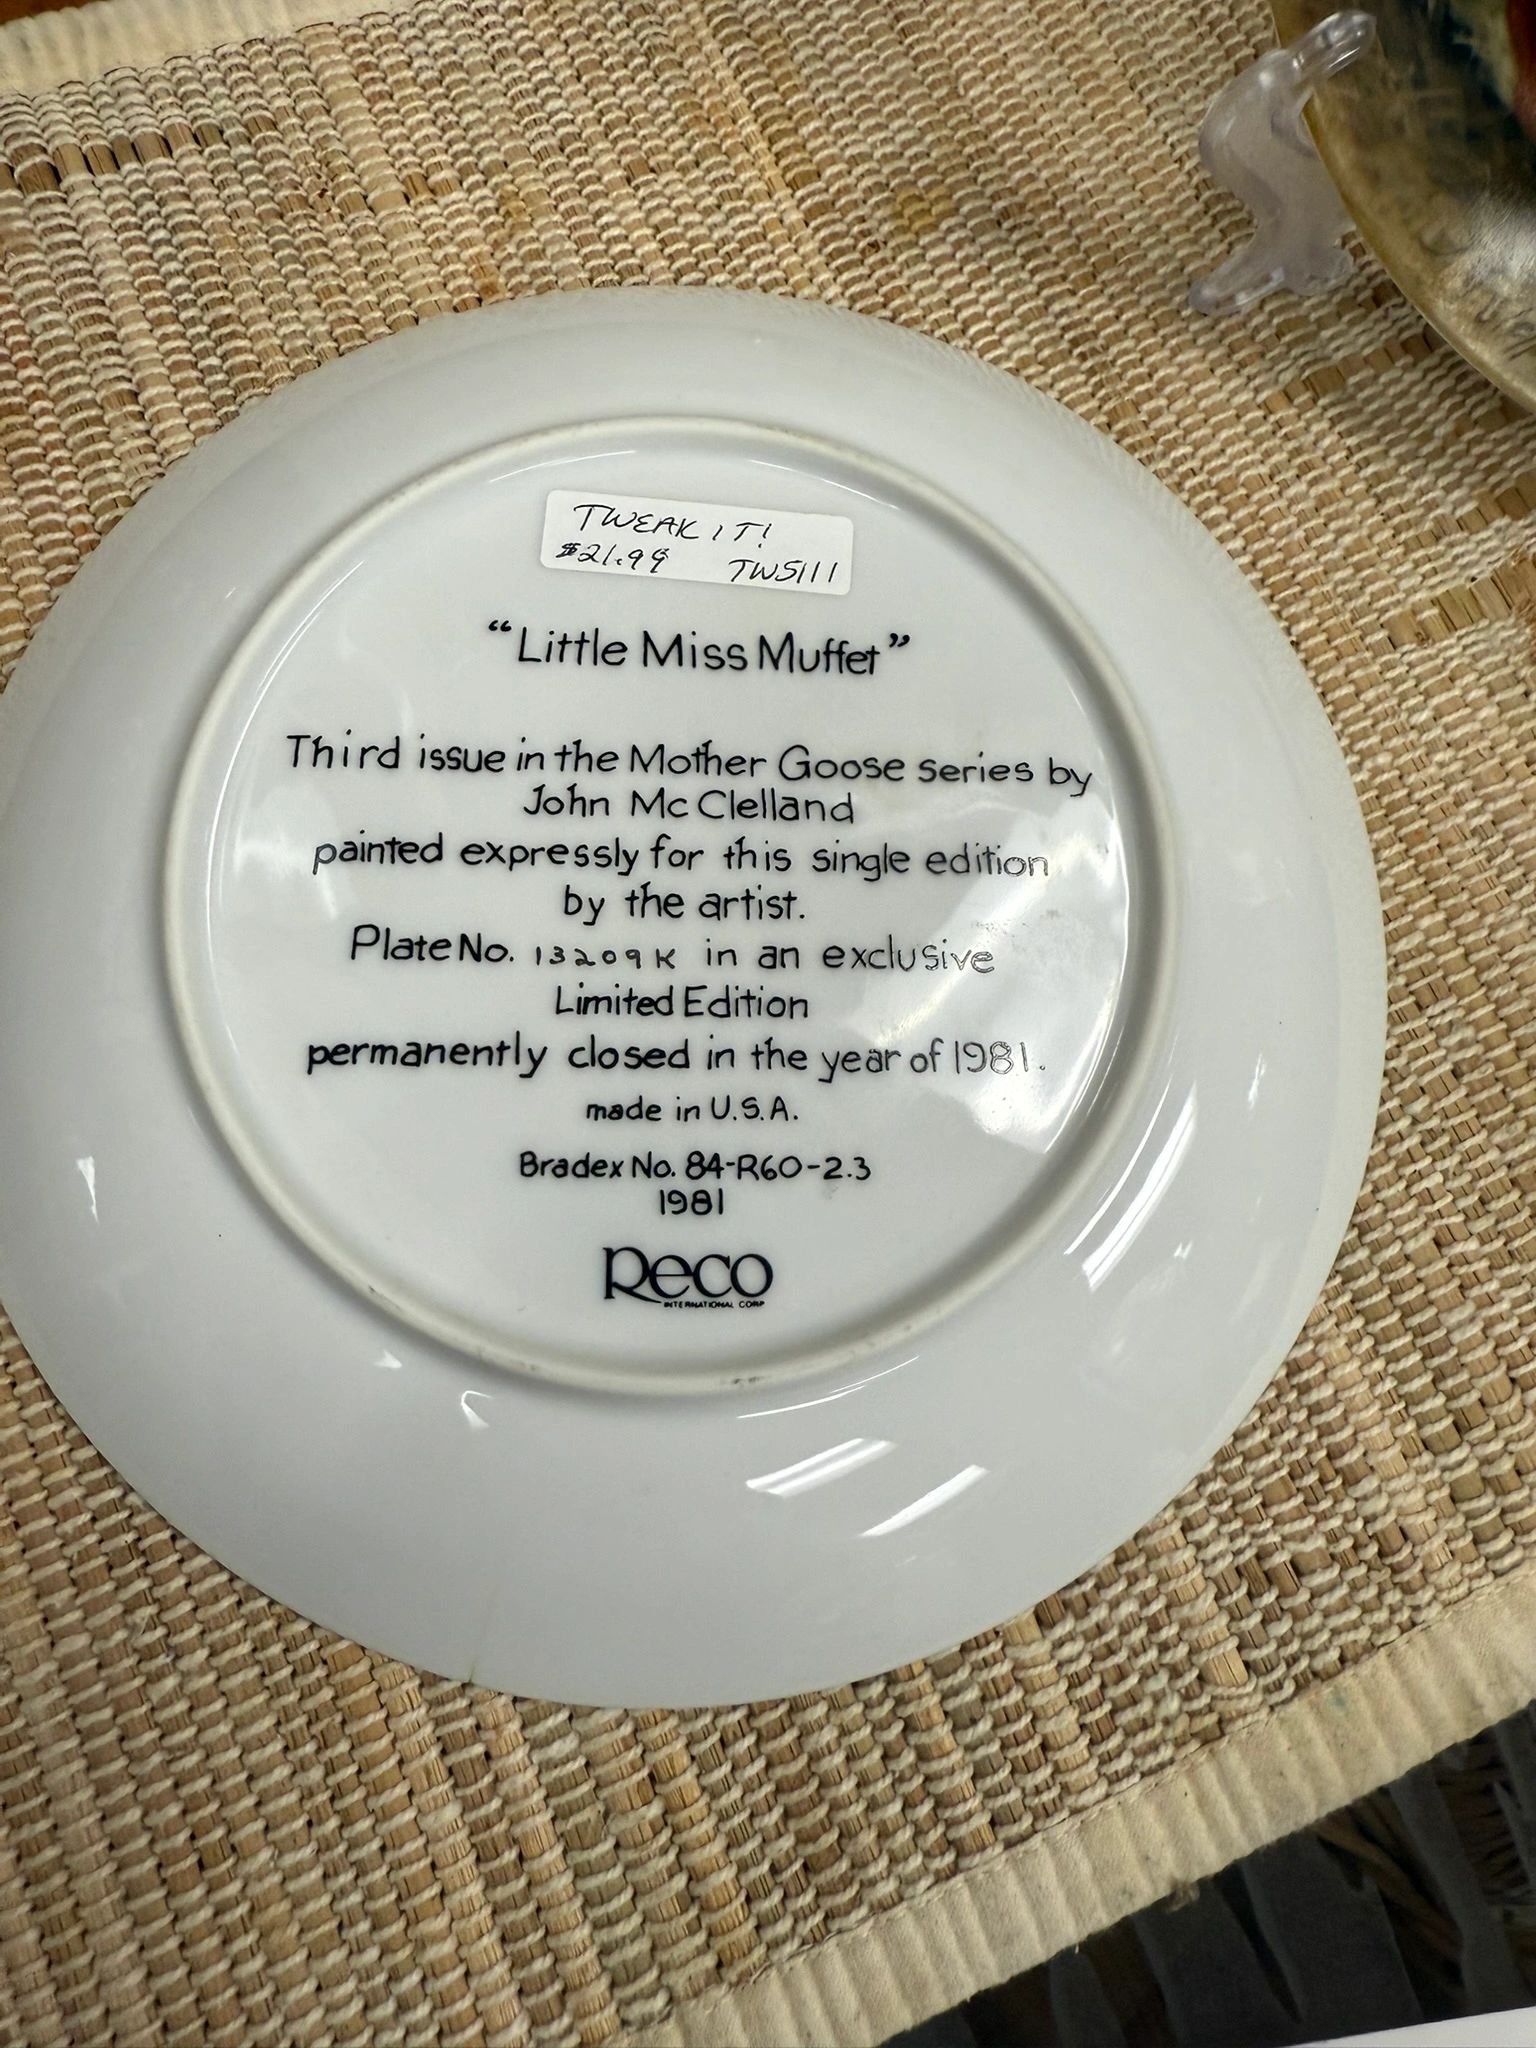 TWEAK IT!
$21.99 TW5111
"Little Miss Muffet"
Third issue in the Mother Goose series by
John McClelland
painted expressly for this single edition
by the artist.
Plate No. 13209K in an exclusive
Limited Edition
permanently closed in the year of 1981.
made in U.S.A.
Bradex No. 84-R60-2.3
1981
Reco
INTERNATIONAL CORP